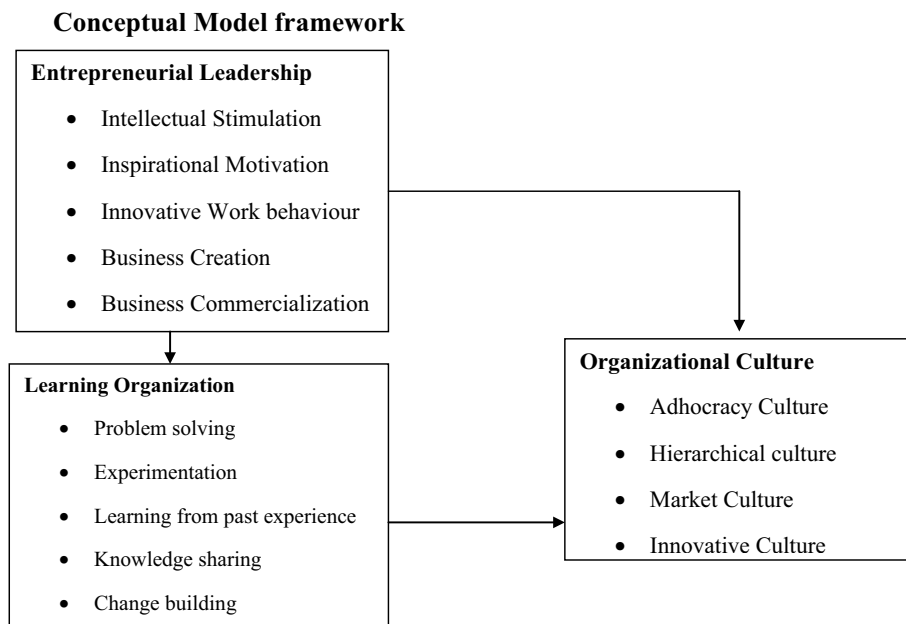 Conceptual Model framework
Entrepreneurial Leadership
• Intellectual Stimulation
• Inspirational Motivation
• Innovative Work behaviour
• Business Creation
• Business Commercialization
Learning Organization
• Problem solving
• Experimentation
• Learning from past experience
• Knowledge sharing
• Change building
Organizational Culture
• Adhocracy Culture
• Hierarchical culture
• Market Culture
• Innovative Culture